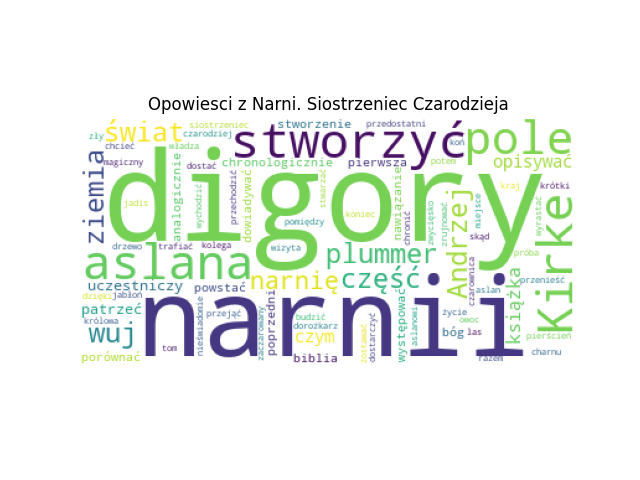 Opowiesci z Narni. Siostrzeniec Czarodzieja
zły
świat
siostrzeniec
czarodziej
władza
stworzenie
przedostatni
stworzyć
koń
pole
chcieć
magiczny
ziemia
analogicznie
dostać
chronologicznie
pierwsza
poten
opisywać
digory
jadis
wychodzić
przechodzić
dowiadywać
stwarzać
pomiędzy
koniec
nawiązanie
chronić
zwycięsko
zrujnować
Andrzej
miejsce
skąd
kraj
krótki
wyrastać
Kirke
drzewo
trafiać
kolega
wizyta
plummer
próba
aslana
narnię
część
czarownica
aslan
książka
przenieść
uczestniczy
powstać
dzięki
jabłoń
patrzeć
królowa
nieświadomie
przejąć
zaczarowany
poprzedni
budzić
dorożkarz
czym
narnii
zostawać
dostarczyć
występować
aslanowi
życie
owoc
bóg
las
pierścień
wuj
porównać
tom
biblia
razem
charnu